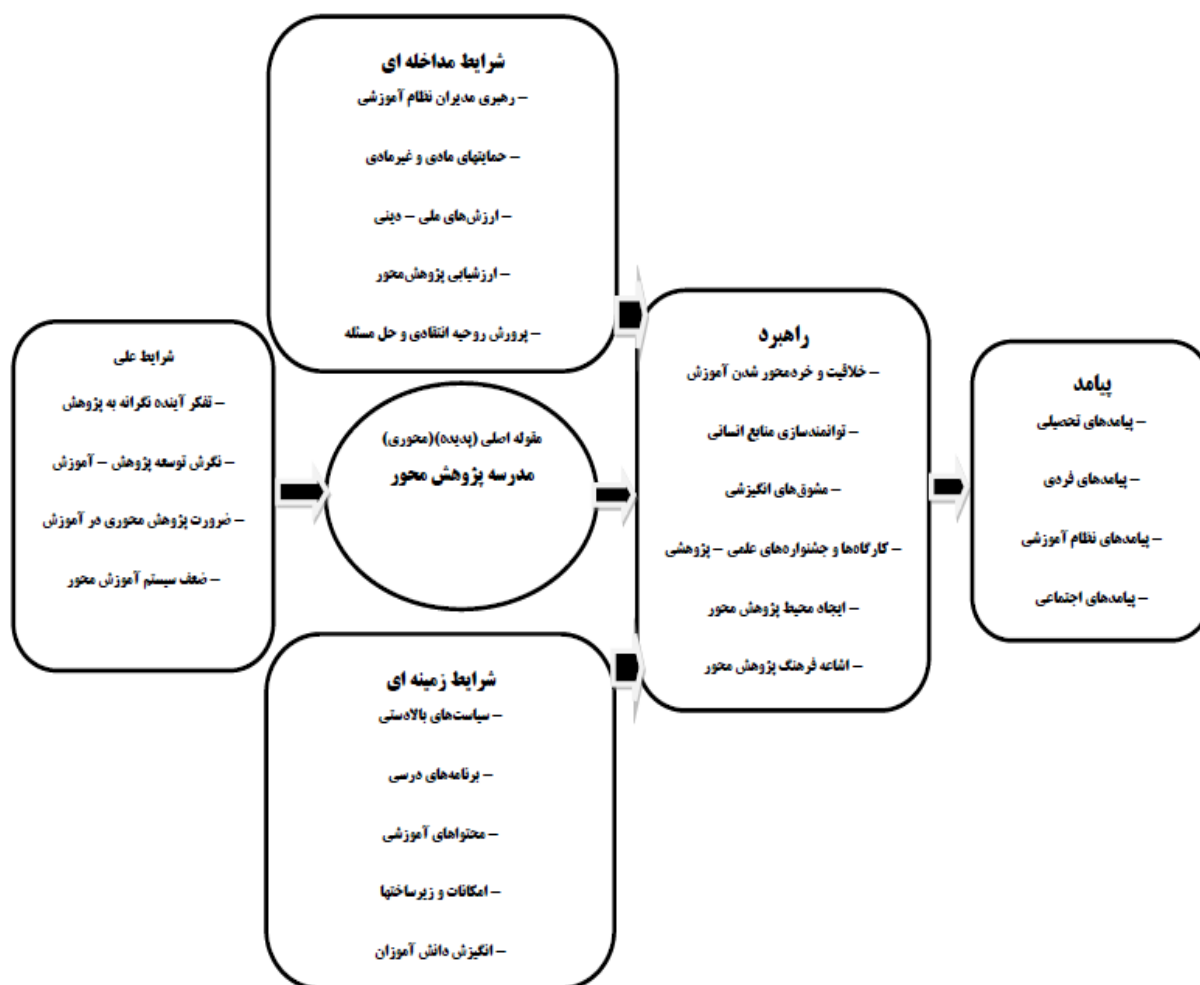 شرایط مداخله ای
– رهبری مدیران نظام آموزشی
– حمایتهای مادی و غیرمادی
– ارزش‌های ملی – دینی
– ارزشیابی پژوهش‌محور
– پرورش روحیه انتقادی و حل مسئله
شرایط علی
– تفکر آینده نگرانه به پژوهش
– نگرش توسعه پژوهش – آموزش
– ضرورت پژوهش محوری در آموزش
– ضعف سیستم آموزش محور
مقوله اصلی (پدیده)(محوری)
مدرسه پژوهش محور
شرایط زمینه ای
– سیاست‌های بالادستی
– برنامه‌های درسی
– محتواهای آموزشی
– امکانات و زیرساختها
– انگیزش دانش آموزان
راهبرد
– خلاقیت و خردمحور شدن آموزش
– توانمندسازی منابع انسانی
– مشوق‌های انگیزشی
– کارگاه‌ها و جشنواره‌های علمی – پژوهشی
– ایجاد محیط پژوهش محور
– اشاعه فرهنگ پژوهش محور
پیامد
– پیامدهای تحصیلی
– پیامدهای فردی
– پیامدهای نظام آموزشی
– پیامدهای اجتماعی